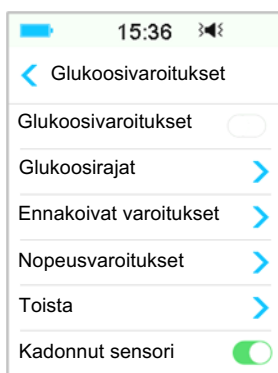 15:36
Glukoosivaroitukset
Glukoosivaroitukset
Glukoosirajat
Ennakoivat varoitukset
Nopeusvaroitukset
Toista
Kadonnut sensori